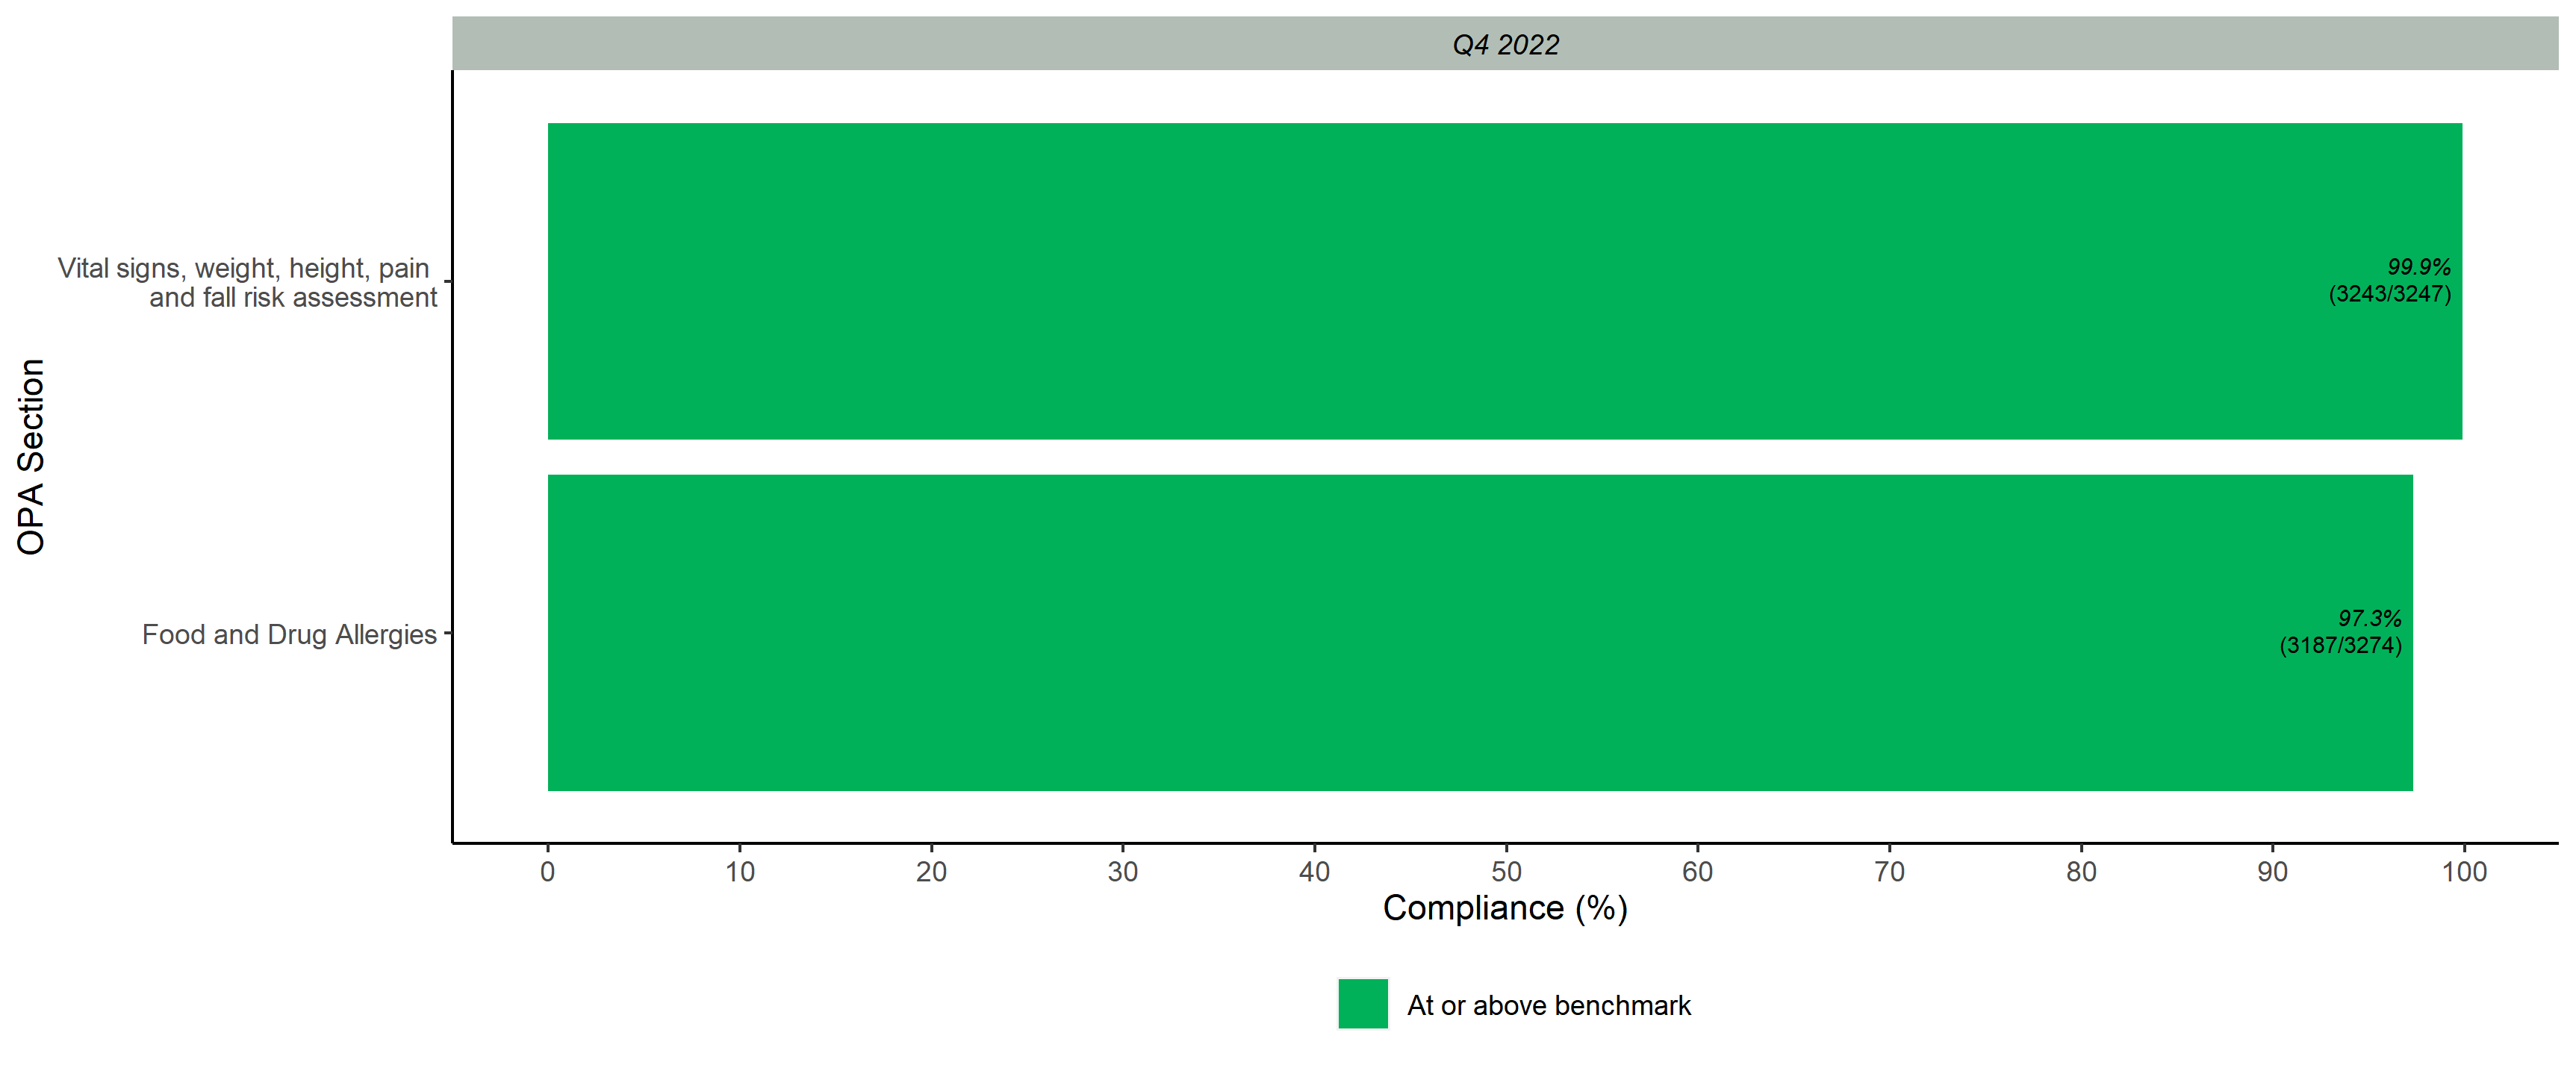 Q4 2022
OPA Section
Vital signs, weight, height, pain
and fall risk assessment
99.9%
(3243/3247)
Food and Drug Allergies
97.3%
(3187/3274)
0 10 20 30 40 50 60 70 80 90 100
Compliance (%)
At or above benchmark